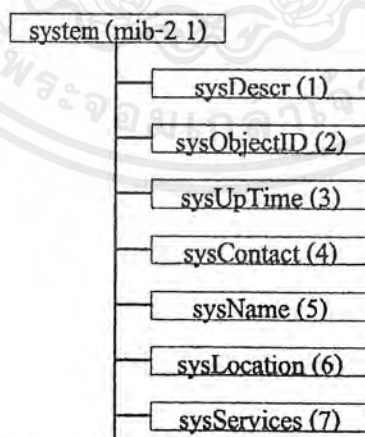 system (mib-2 1)
sysDescr (1)
sysObjectID (2)
sysUpTime (3)
sysContact (4)
sysName (5)
sysLocation (6)
sysServices (7)